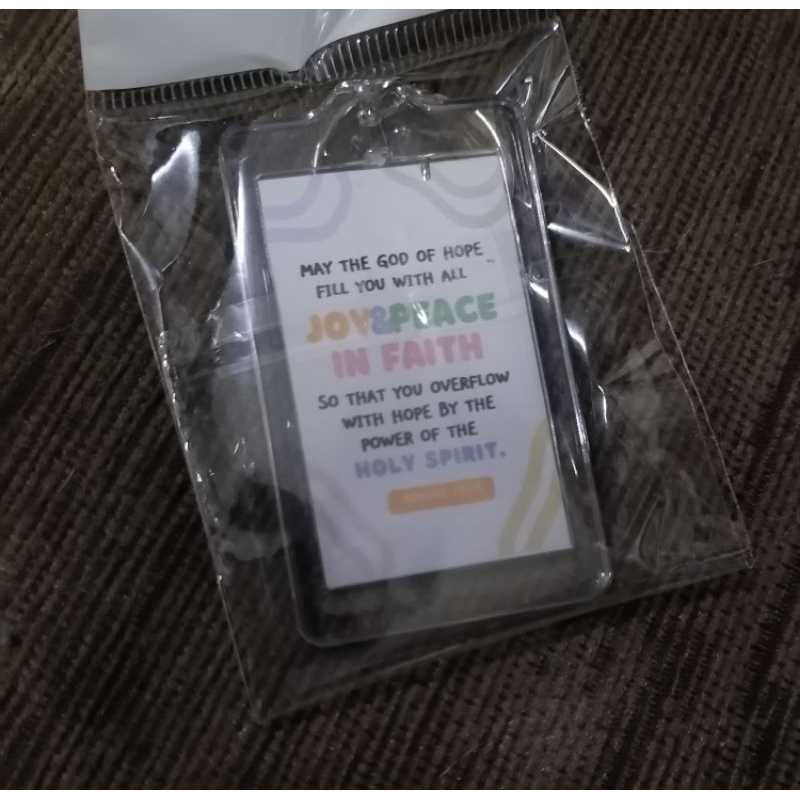 MAY THE GOD OF HOPE
FILL YOU WITH ALL
JOY&PEACE
IN FAITH
SO THAT YOU OVERFLOW
WITH HOPE BY THE
POWER OF THE
HOLY SPIRIT.